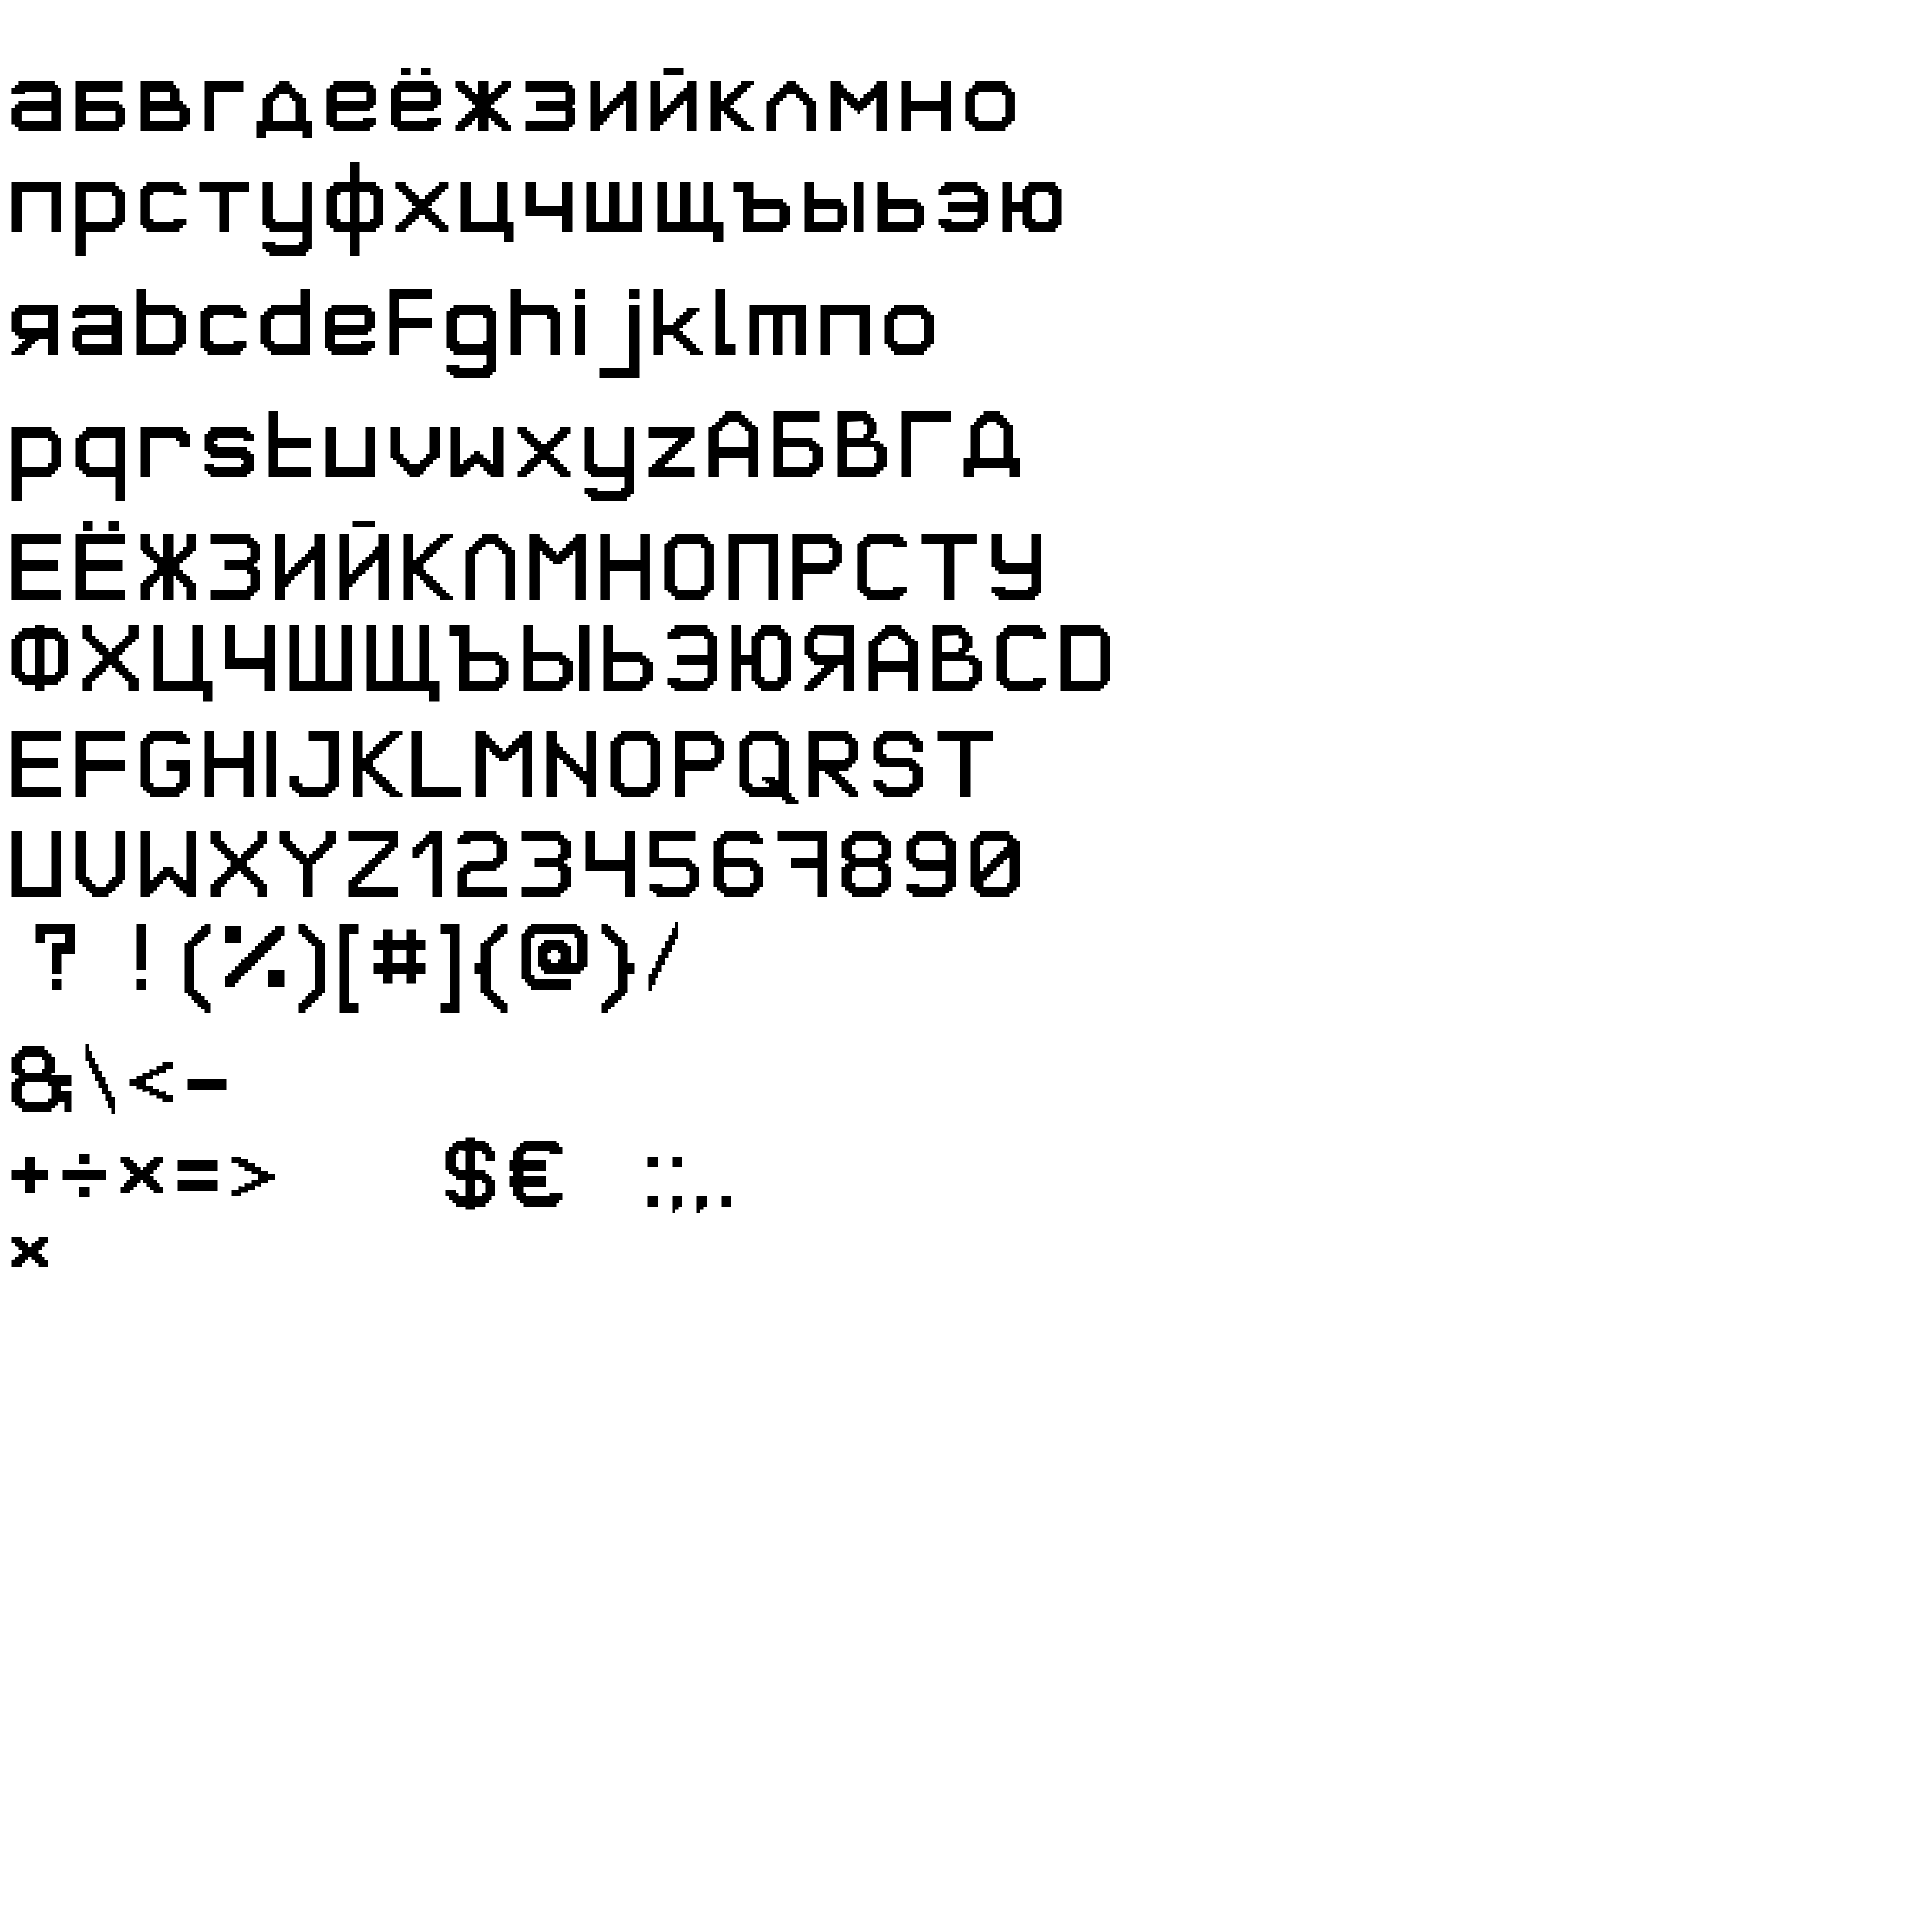 абвгдеёжзийклмно
прстуфхцчшщъыьэю
яabcdeFghijklmno
pqrstuvwxyzАБВГД
ЕЁЖЗИЙКЛМНОПРСТУ
ФХЦЧШЩЪЫЬЭЮЯABCD
EFGHIJKLMNOPQRST
UVWXYZ1234567890
? !(%)[#]{@}/
&\<-
+÷×=> $€ :;,.
×